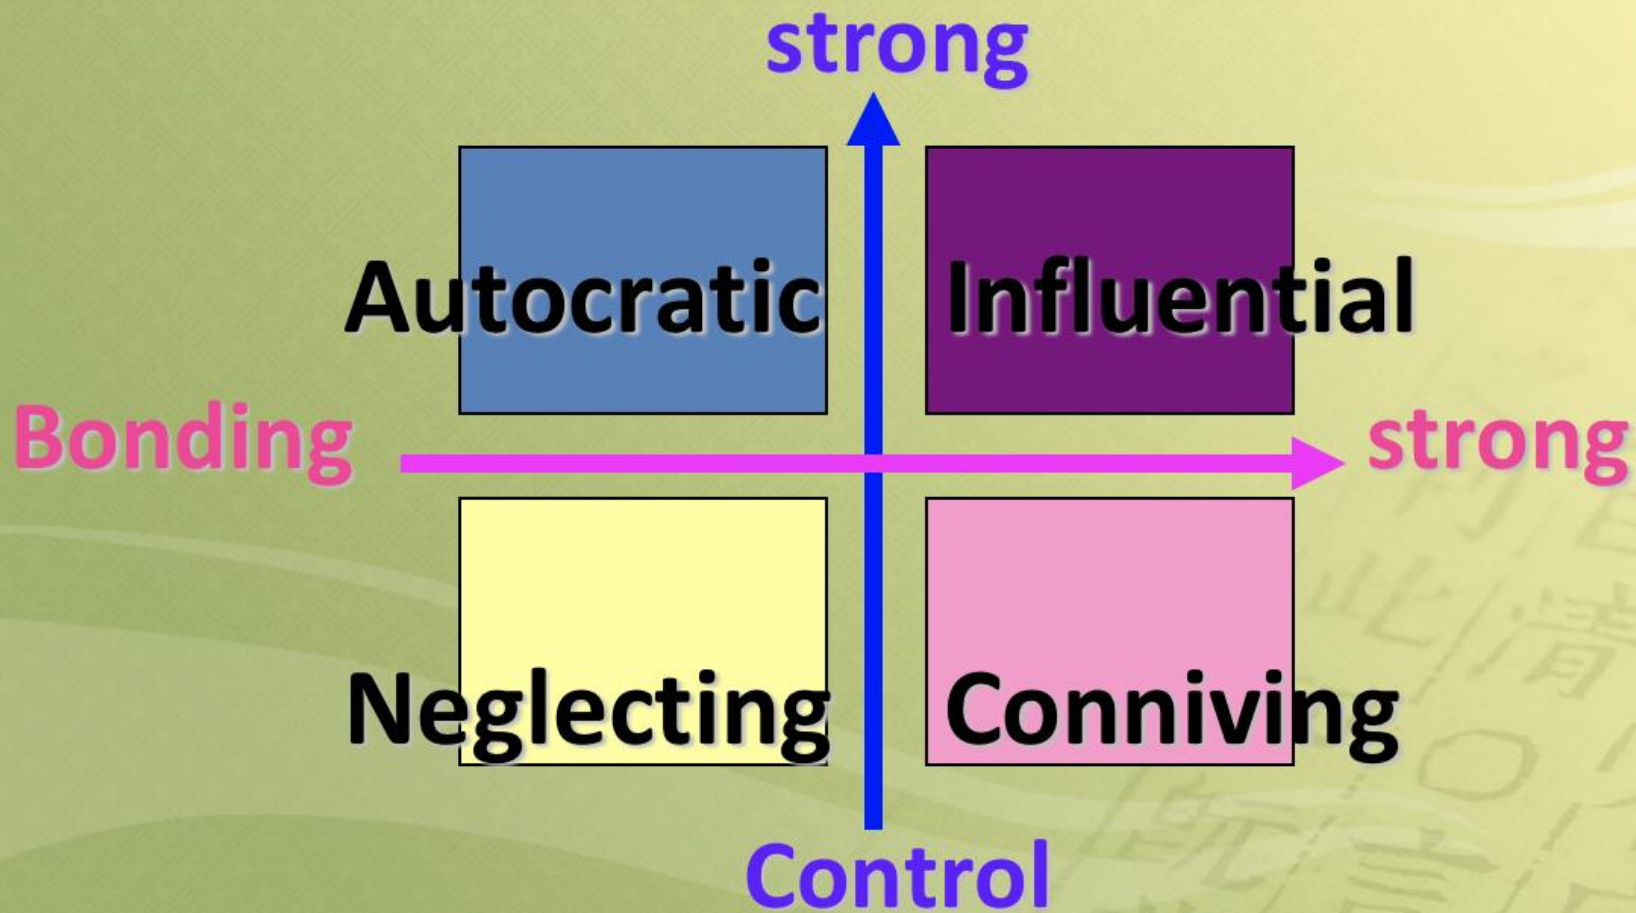 strong
Autocratic Influential
Bonding strong
Neglecting Conniving
Control